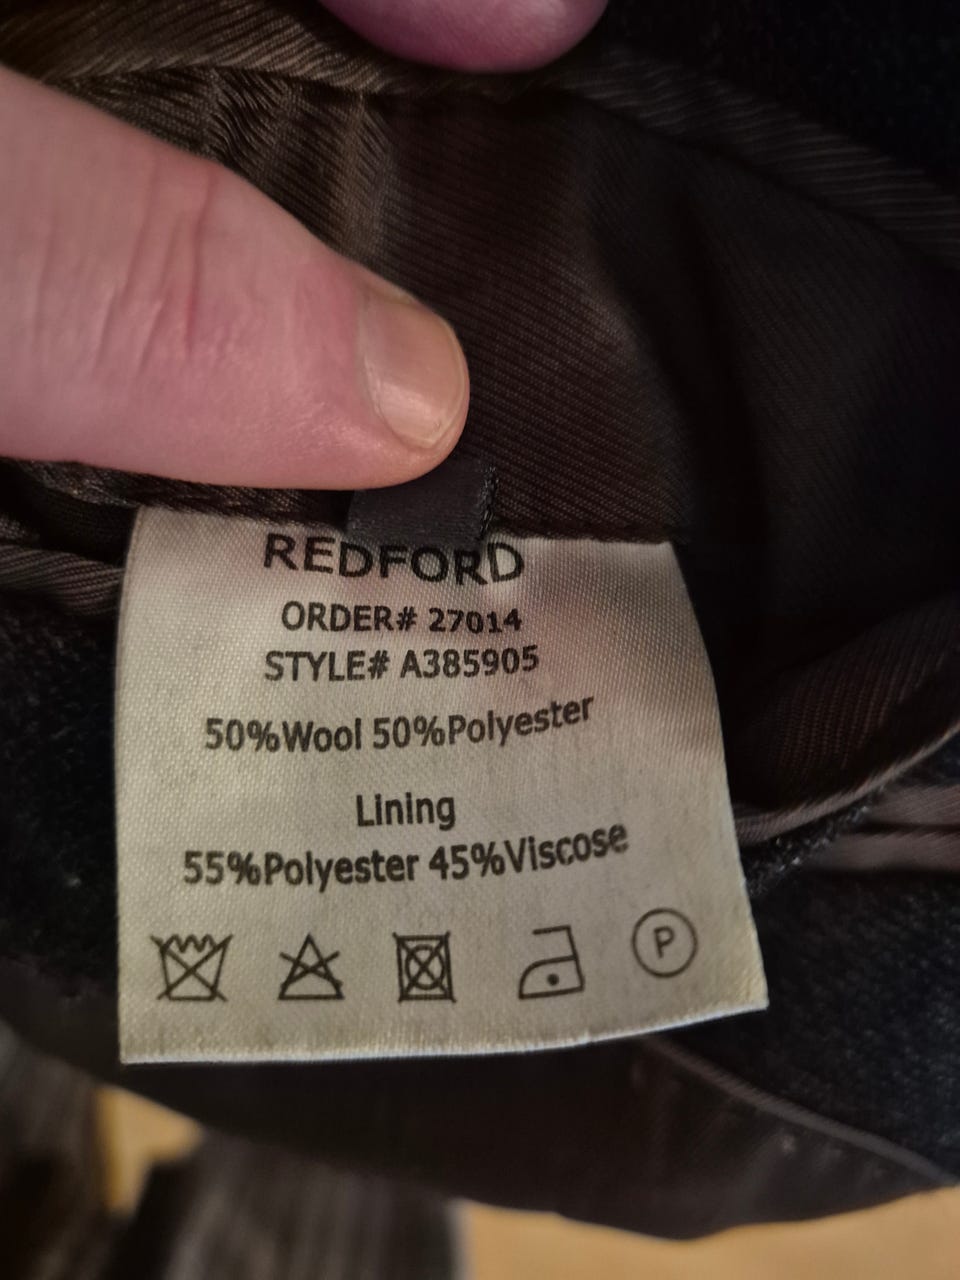 REDFORD
ORDER# 27014
STYLE# A385905
50%Wool 50%Polyester
Lining
55%Polyester 45%Viscose
P